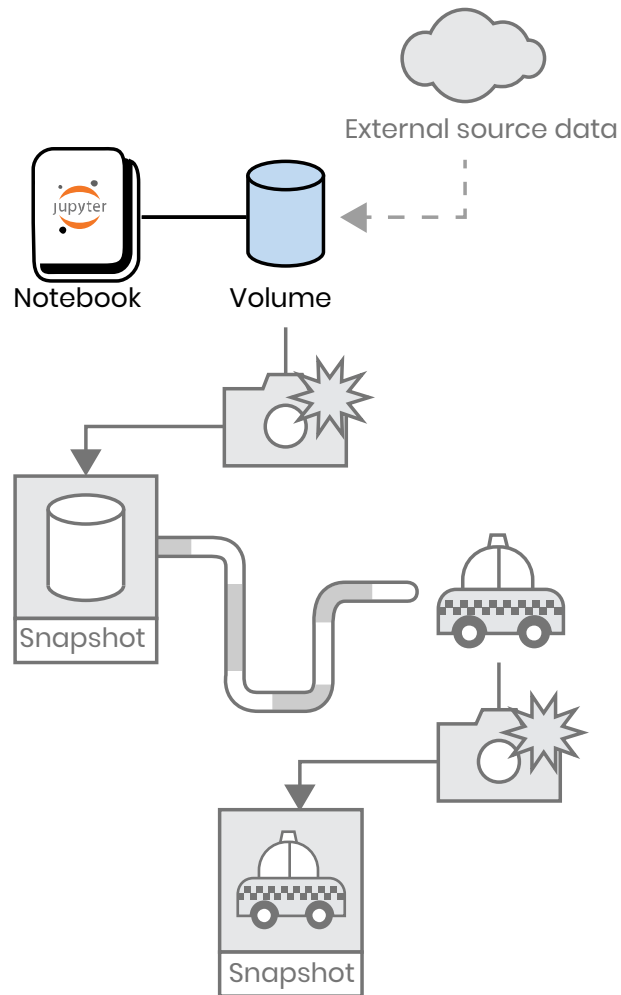 External source data
jupyter
Notebook
Volume
Snapshot
Snapshot